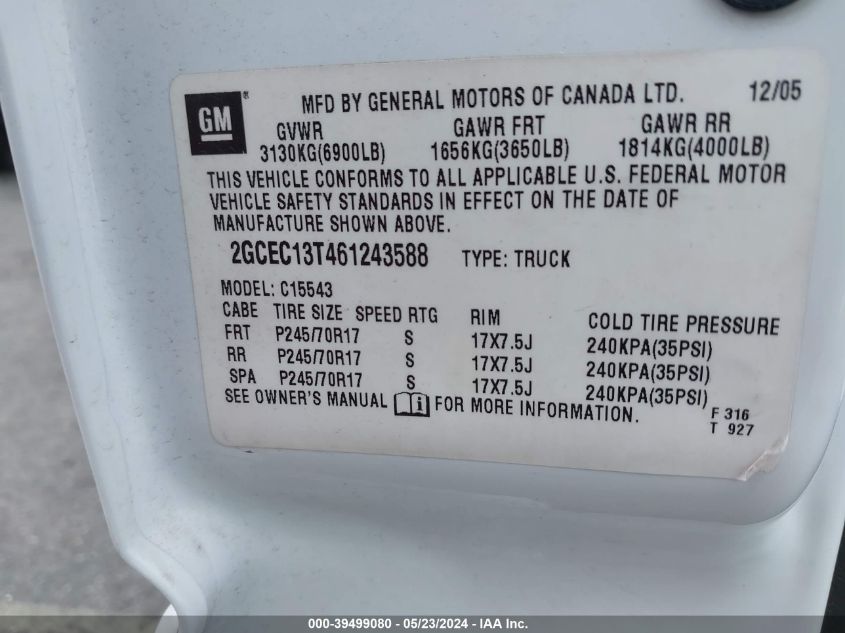 GM ® MFD BY GENERAL MOTORS OF CANADA LTD. 12/05
GVWR GAWR FRT GAWR RR
3130KG(6900LB) 1656KG(3650LB) 1814KG(4000LB)
THIS VEHICLE CONFORMS TO ALL APPLICABLE U.S. FEDERAL MOTOR
VEHICLE SAFETY STANDARDS IN EFFECT ON THE DATE OF
MANUFACTURE SHOWN ABOVE.
2GCEC13T461243588 TYPE: TRUCK
MODEL: C15543
CABE TIRE SIZE SPEED RTG RIM COLD TIRE PRESSURE
FRT P245/70R17 S 17X7.5J 240KPA(35PSI)
RR P245/70R17 S 17X7.5J 240KPA(35PSI)
SPA P245/70R17 S 17X7.5J 240KPA(35PSI)
SEE OWNER'S MANUAL i FOR MORE INFORMATION.
F 316
T 927
000-39499080 - 05/23/2024 - IAA Inc.